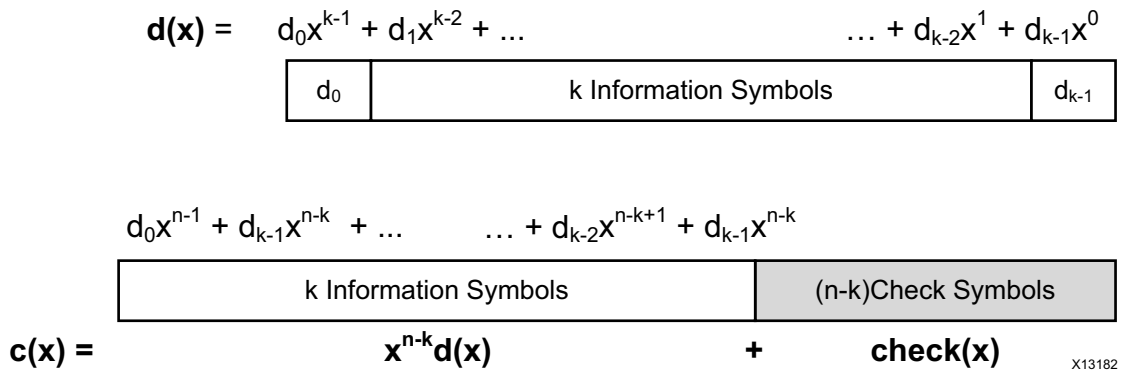 d(x) = d₀xᵏ⁻¹ + d₁xᵏ⁻² + ... … + dₖ₋₂x¹ + dₖ₋₁x⁰
d₀ k Information Symbols dₖ₋₁
d₀xⁿ⁻¹ + dₖ₋₁xⁿ⁻ᵏ + ... … + dₖ₋₂xⁿ⁻ᵏ⁺¹ + dₖ₋₁xⁿ⁻ᵏ
k Information Symbols (n-k)Check Symbols
c(x) = xⁿ⁻ᵏd(x) + check(x)
X13182